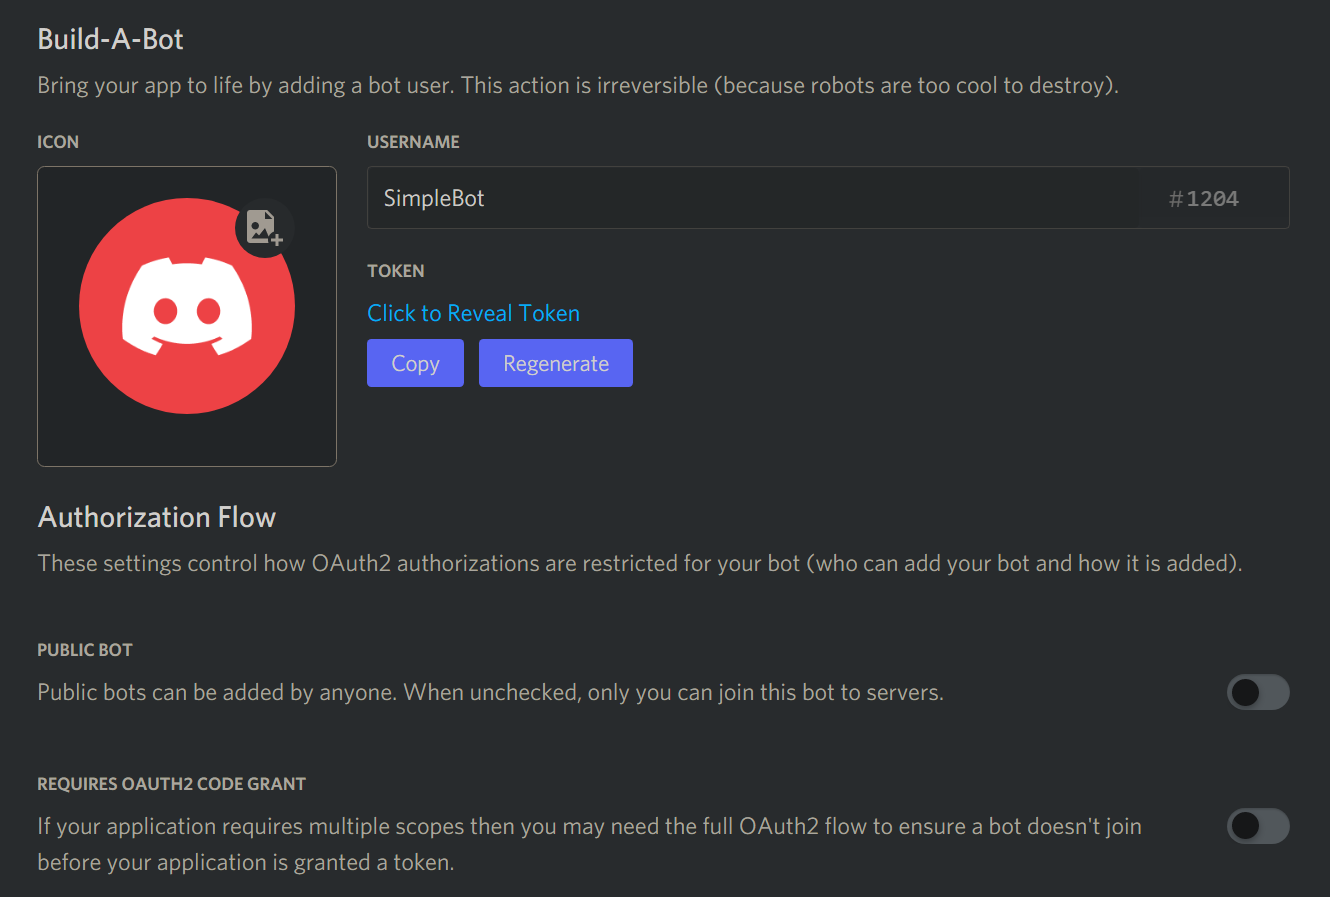 Build-A-Bot
Bring your app to life by adding a bot user. This action is irreversible (because robots are too cool to destroy).
ICON
USERNAME
SimpleBot
#1204
TOKEN
Click to Reveal Token
Copy
Regenerate
Authorization Flow
These settings control how OAuth2 authorizations are restricted for your bot (who can add your bot and how it is added).
PUBLIC BOT
Public bots can be added by anyone. When unchecked, only you can join this bot to servers.
REQUIRES OAUTH2 CODE GRANT
If your application requires multiple scopes then you may need the full OAuth2 flow to ensure a bot doesn't join
before your application is granted a token.